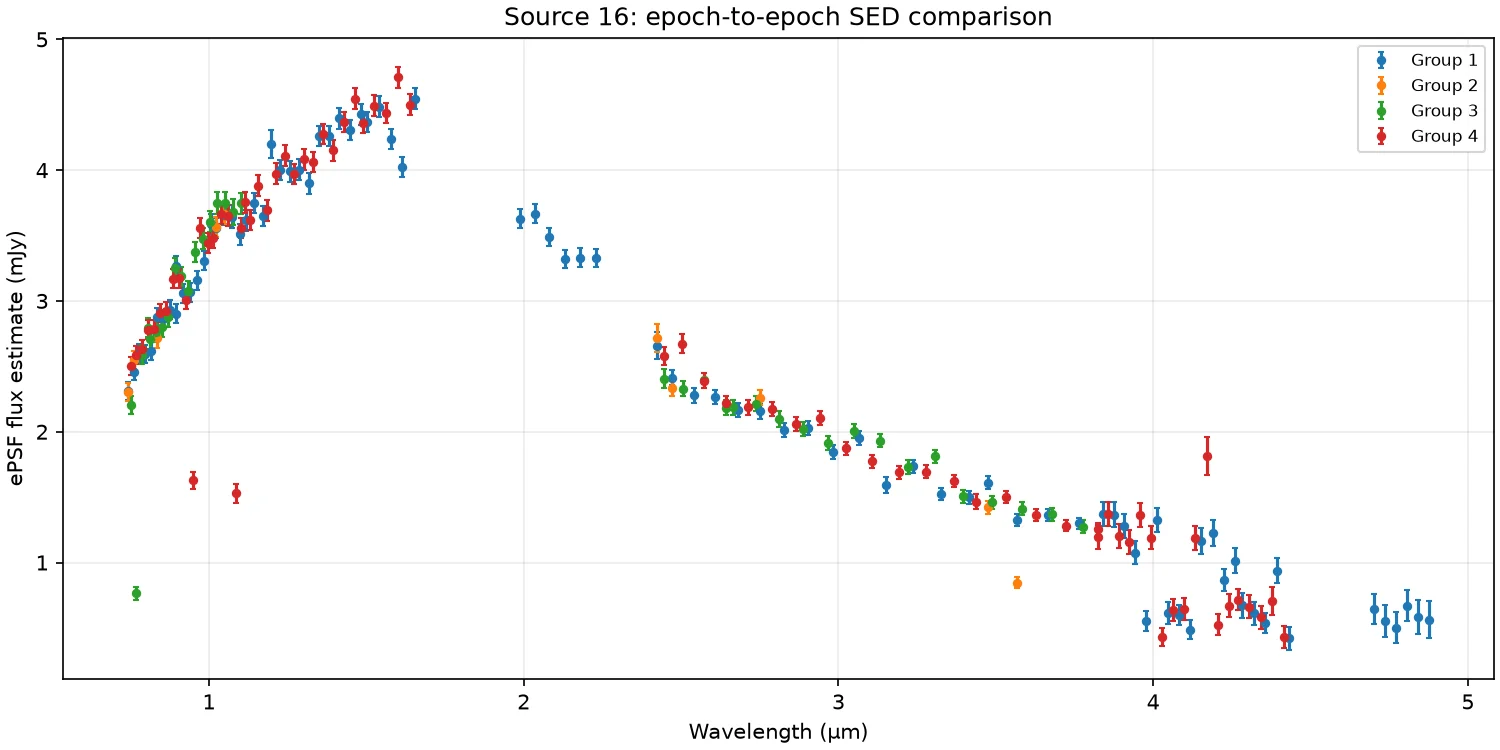 Source 16: epoch-to-epoch SED comparison
ePSF flux estimate (mJy)
5
4
3
2
1
Group 1
Group 2
Group 3
Group 4
1 2 3 4 5
Wavelength (μm)